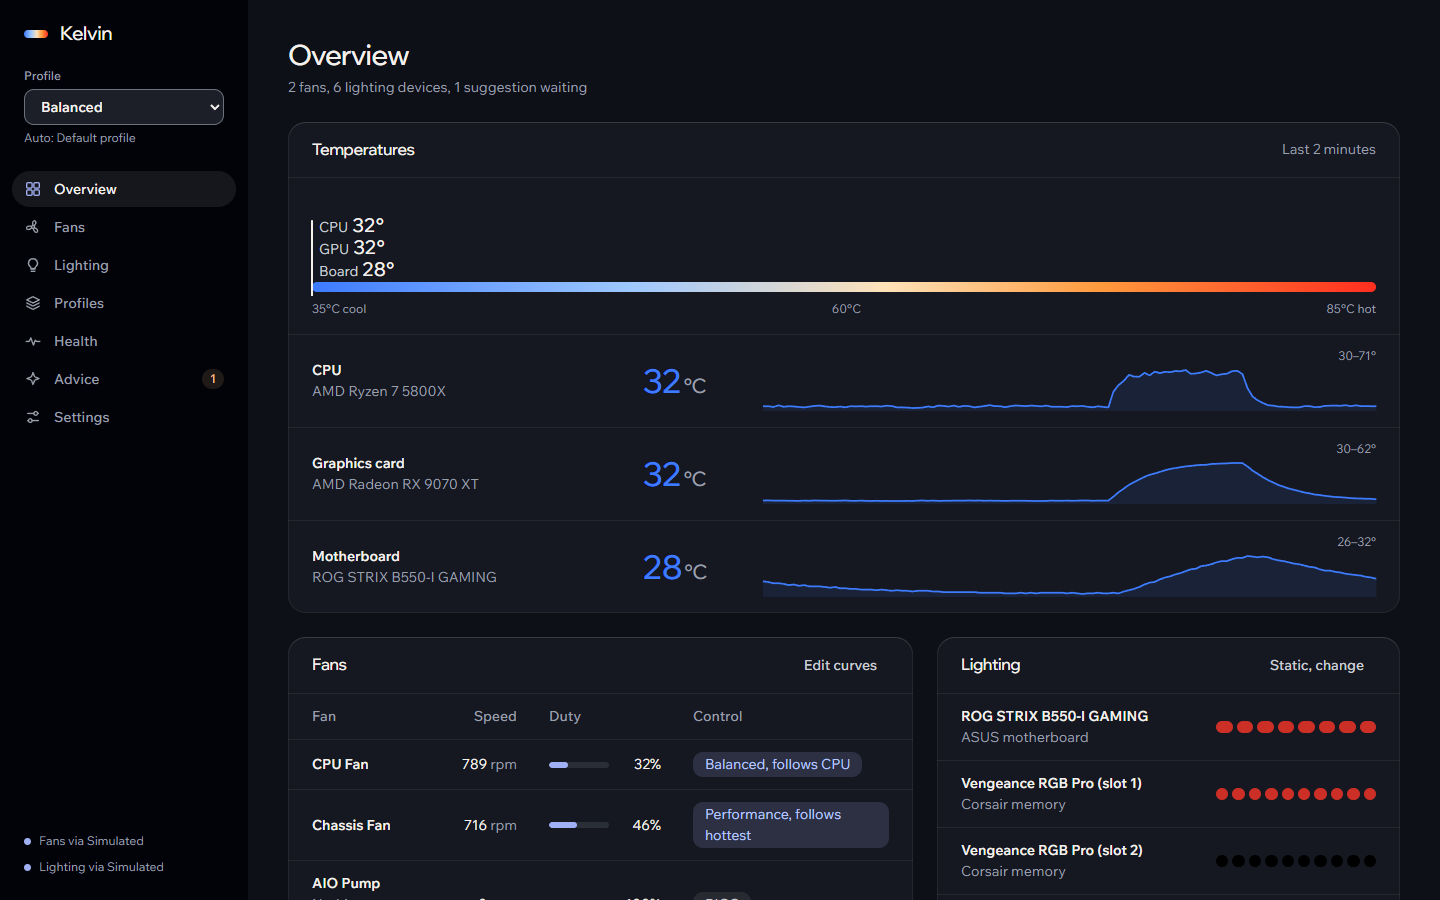 Kelvin
Profile
Balanced
Auto: Default profile
Overview
Fans
Lighting
Profiles
Health
Advice 1
Settings
Fans via Simulated
Lighting via Simulated
Overview
2 fans, 6 lighting devices, 1 suggestion waiting
Temperatures Last 2 minutes
CPU 32°
GPU 32°
Board 28°
35°C cool 60°C 85°C hot
CPU
AMD Ryzen 7 5800X
32°C
30–71°
Graphics card
AMD Radeon RX 9070 XT
32°C
30–62°
Motherboard
ROG STRIX B550-I GAMING
28°C
26–32°
Fans Edit curves
Fan Speed Duty Control
CPU Fan 789 rpm 32% Balanced, follows CPU
Chassis Fan 716 rpm 46% Performance, follows
hottest
AIO Pump
Lighting Static, change
ROG STRIX B550-I GAMING
ASUS motherboard
Vengeance RGB Pro (slot 1)
Corsair memory
Vengeance RGB Pro (slot 2)
Corsair memory